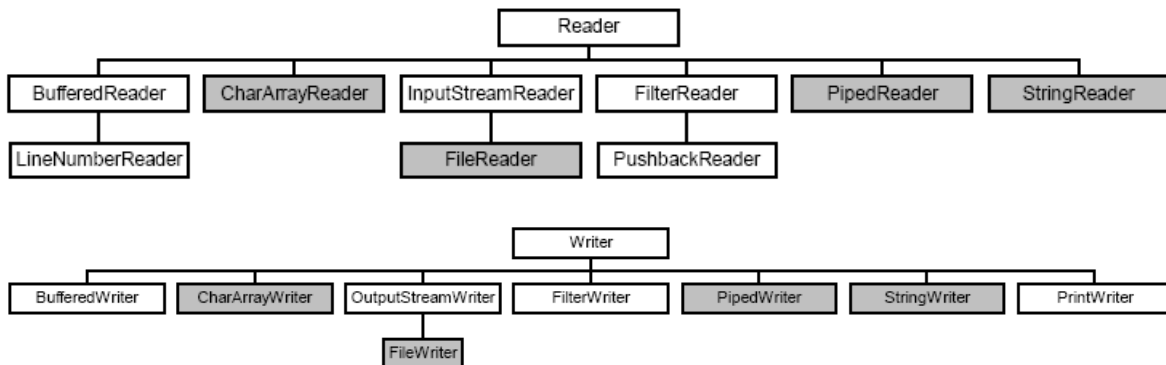 Reader
BufferedReader CharArrayReader InputStreamReader FilterReader PipedReader StringReader
LineNumberReader FileReader PushbackReader
Writer
BufferedWriter CharArrayWriter OutputStreamWriter FilterWriter PipedWriter StringWriter PrintWriter
FileWriter